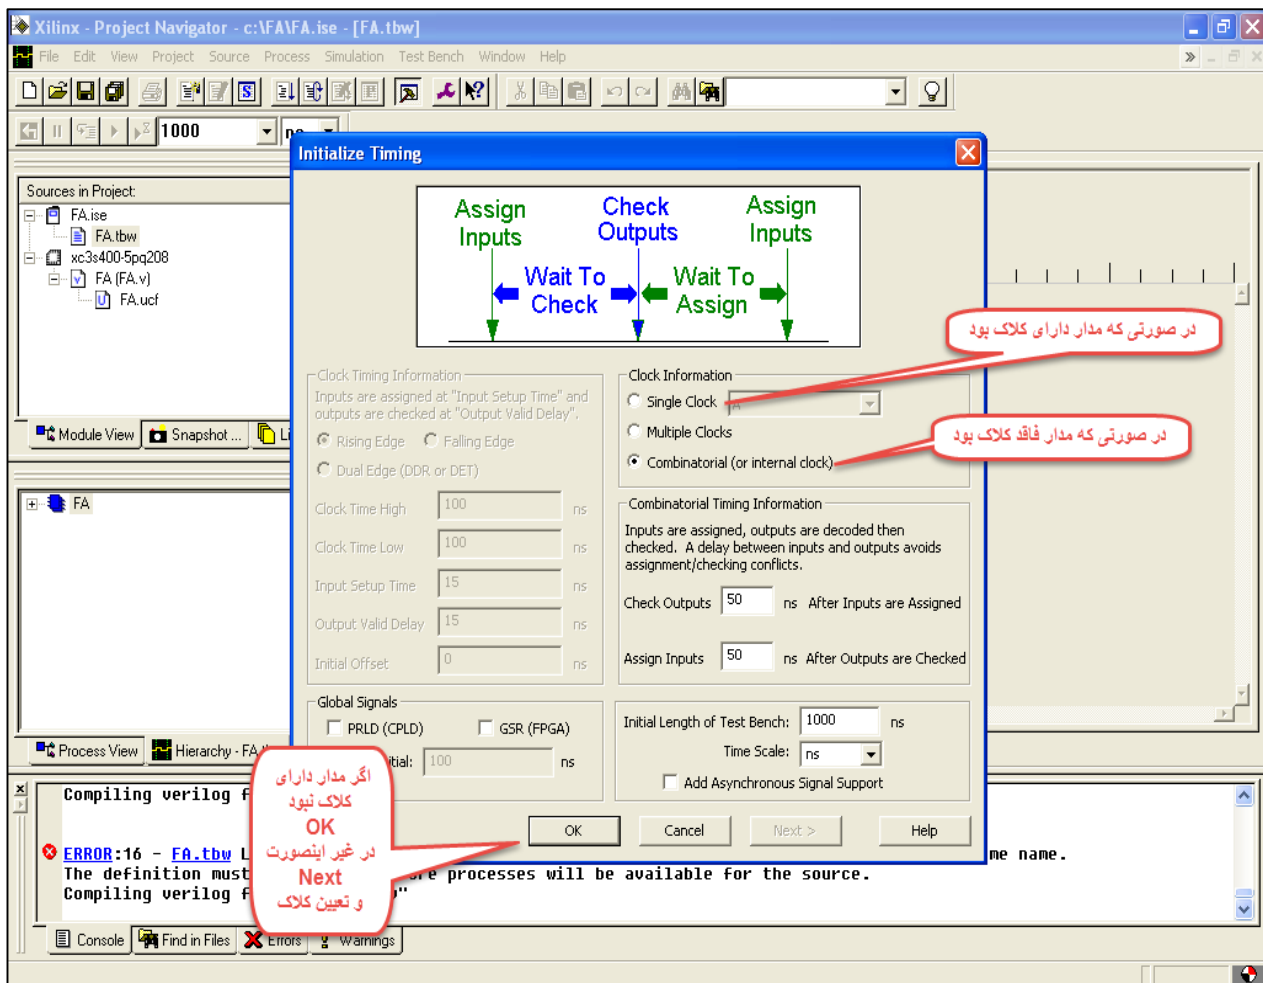 Xilinx - Project Navigator - c:\FA\FA.ise - [FA.tbw]
File Edit View Project Source Process Simulation Test Bench Window Help
1000
Initialize Timing
Sources in Project:
FA.ise
FA.tbw
xc3s400-5pq208
FA (FA.v)
FA.ucf
Module View Snapshot ... Li
FA
Process View Hierarchy - FA
Assign Inputs
Check Outputs
Assign Inputs
Wait To Check
Wait To Assign
Clock Timing Information
Inputs are assigned at "Input Setup Time" and
outputs are checked at "Output Valid Delay".
Rising Edge Falling Edge
Dual Edge (DDR or DET)
Clock Time High 100 ns
Clock Time Low 100 ns
Input Setup Time 15 ns
Output Valid Delay 15 ns
Initial Offset 0 ns
Global Signals
PRLD (CPLD) GSR (FPGA)
itial: 100 ns
Clock Information
Single Clock
Multiple Clocks
Combinatorial (or internal clock)
در صورتی که مدار دارای کلاک بود
در صورتی که مدار فاقد کلاک بود
Combinatorial Timing Information
Inputs are assigned, outputs are decoded then
checked. A delay between inputs and outputs avoids
assignment/checking conflicts.
Check Outputs 50 ns After Inputs are Assigned
Assign Inputs 50 ns After Outputs are Checked
Initial Length of Test Bench: 1000 ns
Time Scale: ns
Add Asynchronous Signal Support
OK Cancel Next > Help
اگر مدار دارای
کلاک نبود
OK
در غیر اینصورت
Next
و تعیین کلاک
Compiling verilog f
ERROR:16 - FA.tbw L me name.
The definition must re processes will be available for the source.
Compiling verilog f "
Console Find in Files Errors Warnings